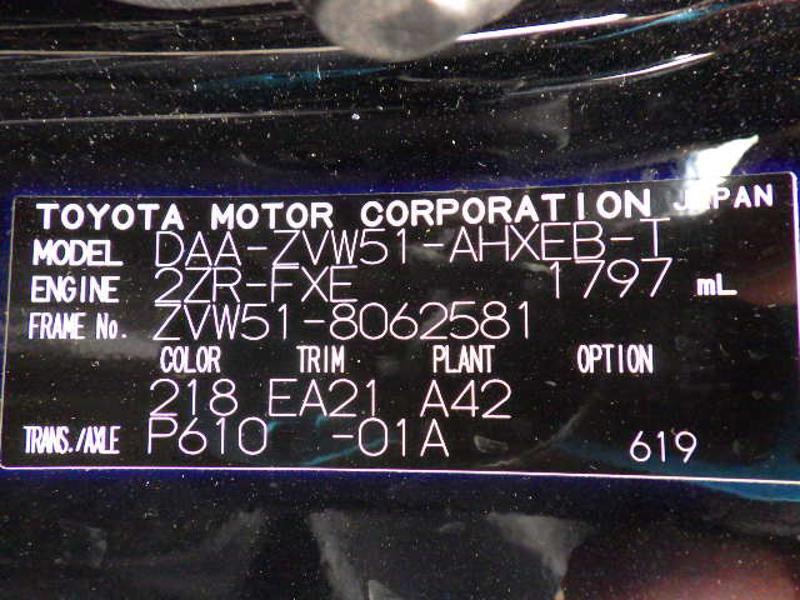 TOYOTA MOTOR CORPORATION JAPAN
MODEL DAA-ZVW51-AHXEB-T
ENGINE 2ZR-FXE 1797 mL
FRAME No. ZVW51-8062581
COLOR TRIM PLANT OPTION
218 EA21 A42
TRANS./AXLE P610 -01A 619